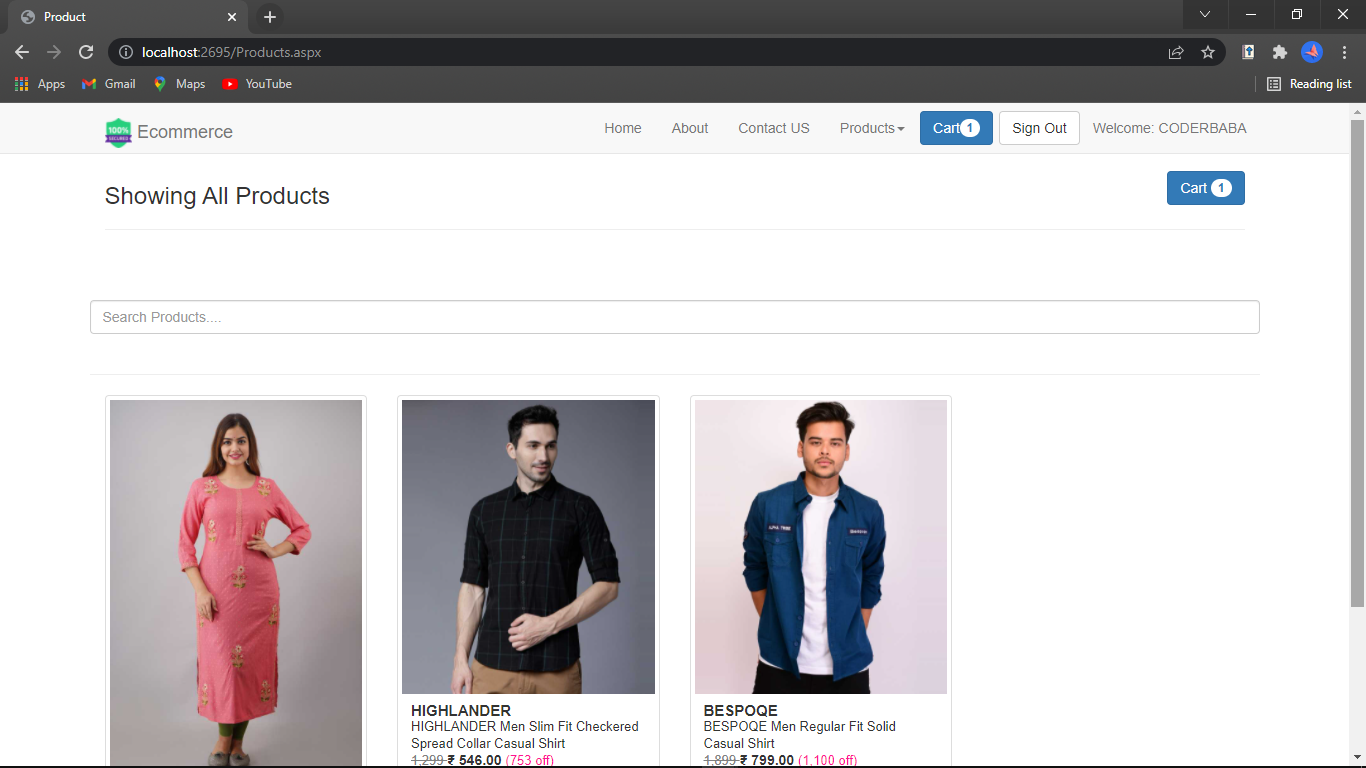 Product
localhost:2695/Products.aspx
Apps Gmail Maps YouTube Reading list
100% SECURED Ecommerce Home About Contact US Products Cart 1 Sign Out Welcome: CODERBABA
Showing All Products Cart 1
Search Products....
ALPHA TRIBE
HIGHLANDER
HIGHLANDER Men Slim Fit Checkered
Spread Collar Casual Shirt
1,299 ₹ 546.00 (753 off)
BESPOQE
BESPOQE Men Regular Fit Solid
Casual Shirt
1,899 ₹ 799.00 (1,100 off)